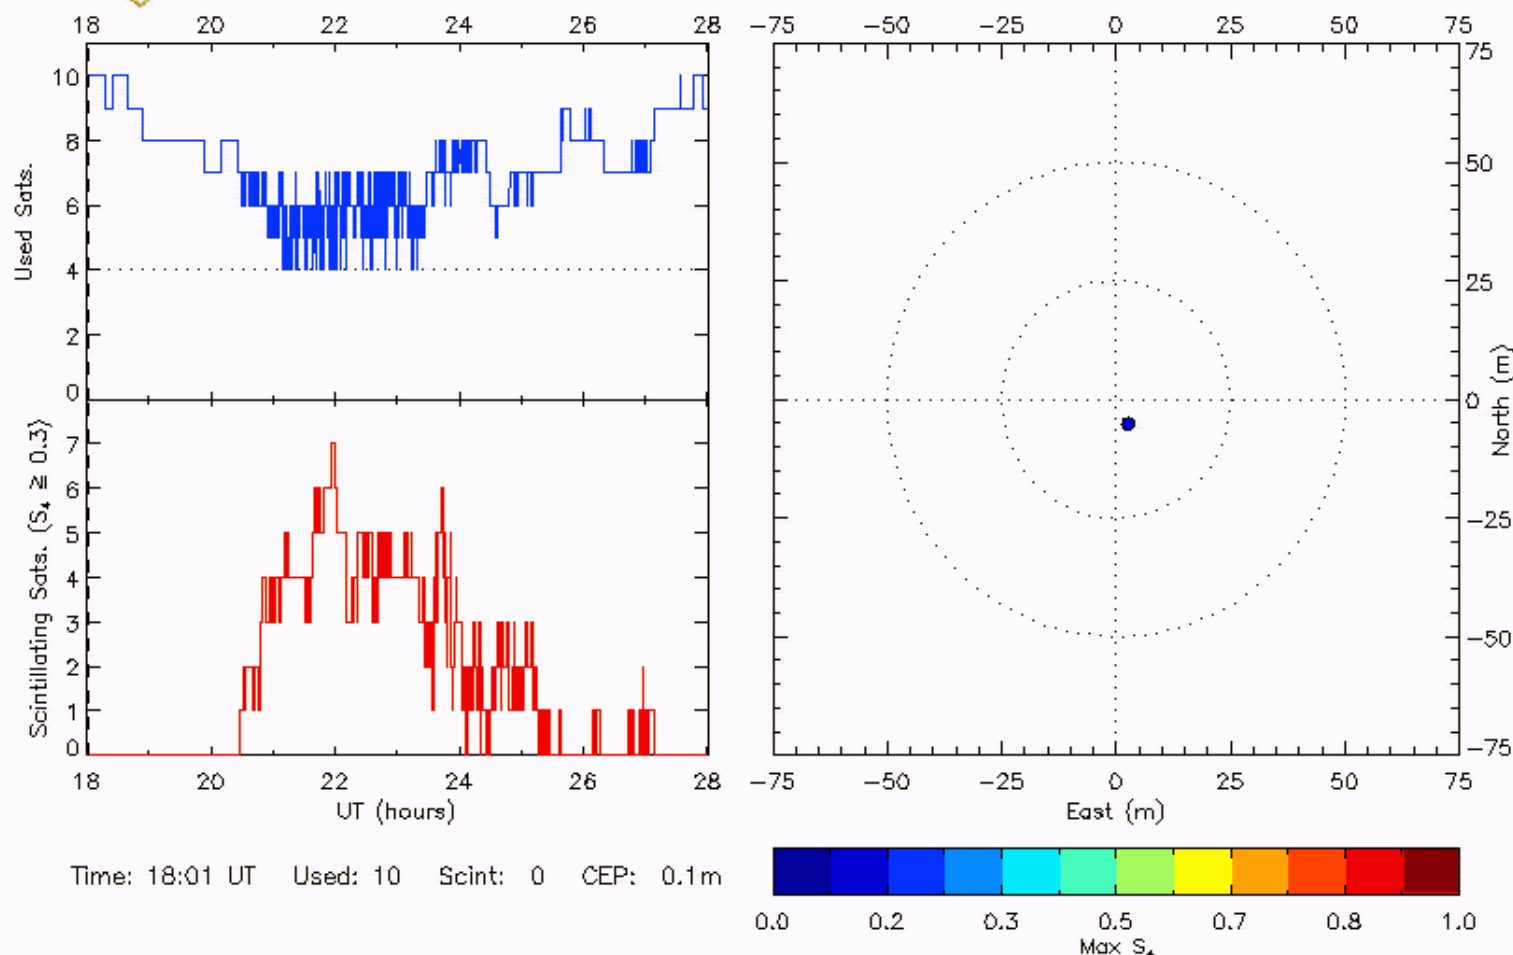 18 20 22 24 26 28
-75 -50 -25 0 25 50 75
10
8
6
4
2
0
Used Sats.
7
6
5
4
3
2
1
0
Scintillating Sats. (S₄ ≥ 0.3)
18 20 22 24 26 28
UT (hours)
75
50
25
0
-25
-50
-75
North (m)
-75 -50 -25 0 25 50 75
East (m)
Time: 18:01 UT Used: 10 Scint: 0 CEP: 0.1m
0.0 0.2 0.3 0.5 0.7 0.8 1.0
Max S₄